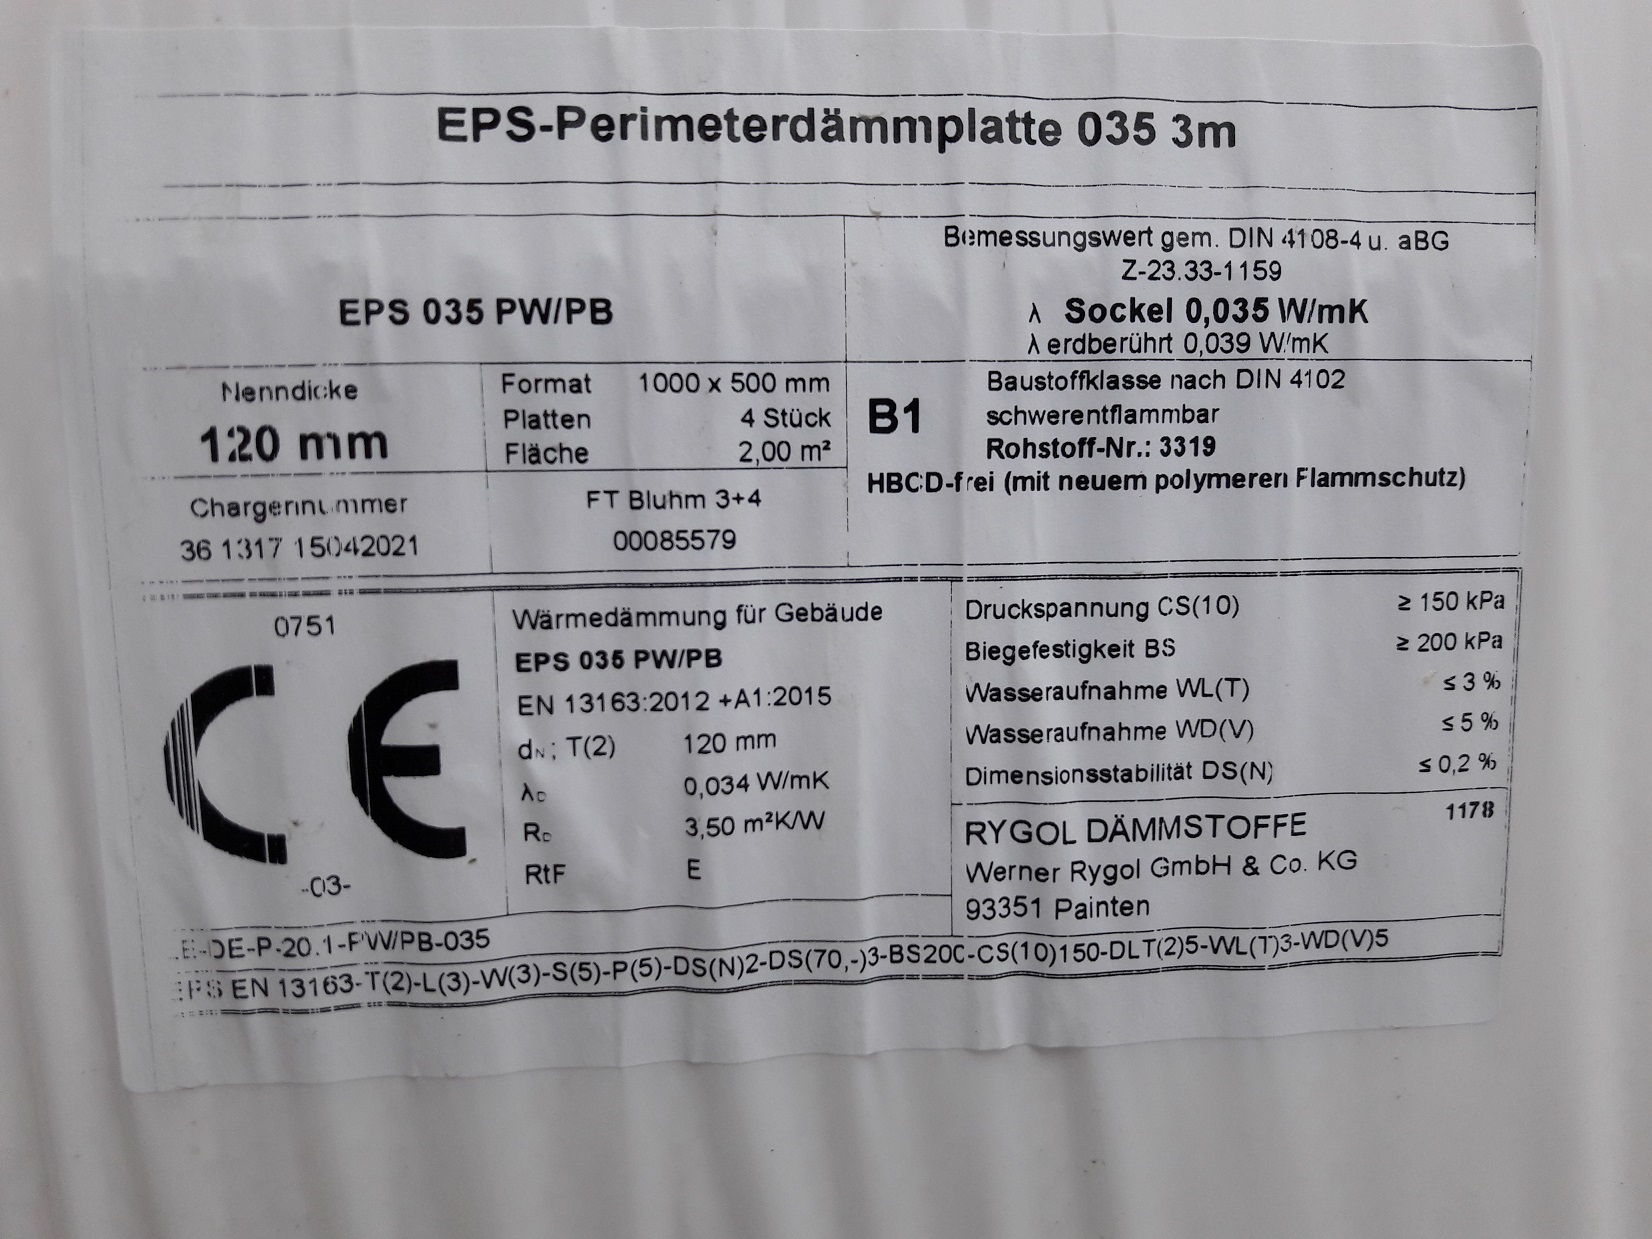 EPS-Perimeterdämmplatte 035 3m
EPS 035 PW/PB
Bemessungswert gem. DIN 4108-4 u. aBG
Z-23.33-1159
λ Sockel 0,035 W/mK
λ erdberührt 0,039 W/mK
Nenndicke
120 mm
Format 1000 x 500 mm
Platten 4 Stück
Fläche 2,00 m²
B1
Baustoffklasse nach DIN 4102
schwerentflammbar
Rohstoff-Nr.: 3319
HBCD-frei (mit neuem polymeren Flammschutz)
Chargennummer
36 1317 15042021
FT Bluhm 3+4
00085579
0751
CE
-03-
Wärmedämmung für Gebäude
EPS 035 PW/PB
EN 13163:2012 +A1:2015
dN; T(2) 120 mm
λD 0,034 W/mK
RD 3,50 m²K/W
RtF E
Druckspannung CS(10) ≥ 150 kPa
Biegefestigkeit BS ≥ 200 kPa
Wasseraufnahme WL(T) ≤ 3 %
Wasseraufnahme WD(V) ≤ 5 %
Dimensionsstabilität DS(N) ≤ 0,2 %
1178
RYGOL DÄMMSTOFFE
Werner Rygol GmbH & Co. KG
93351 Painten
-DE-P-20.1-PW/PB-035
EPS EN 13163-T(2)-L(3)-W(3)-S(5)-P(5)-DS(N)2-DS(70,-)3-BS200-CS(10)150-DLT(2)5-WL(T)3-WD(V)5